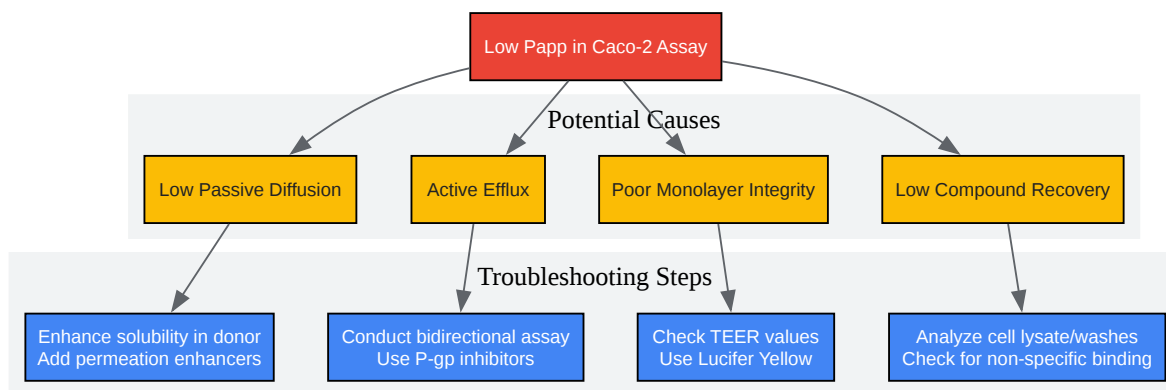 Low Papp in Caco-2 Assay
Potential Causes
Low Passive Diffusion
Active Efflux
Poor Monolayer Integrity
Low Compound Recovery
Troubleshooting Steps
Enhance solubility in donor
Add permeation enhancers
Conduct bidirectional assay
Use P-gp inhibitors
Check TEER values
Use Lucifer Yellow
Analyze cell lysate/washes
Check for non-specific binding